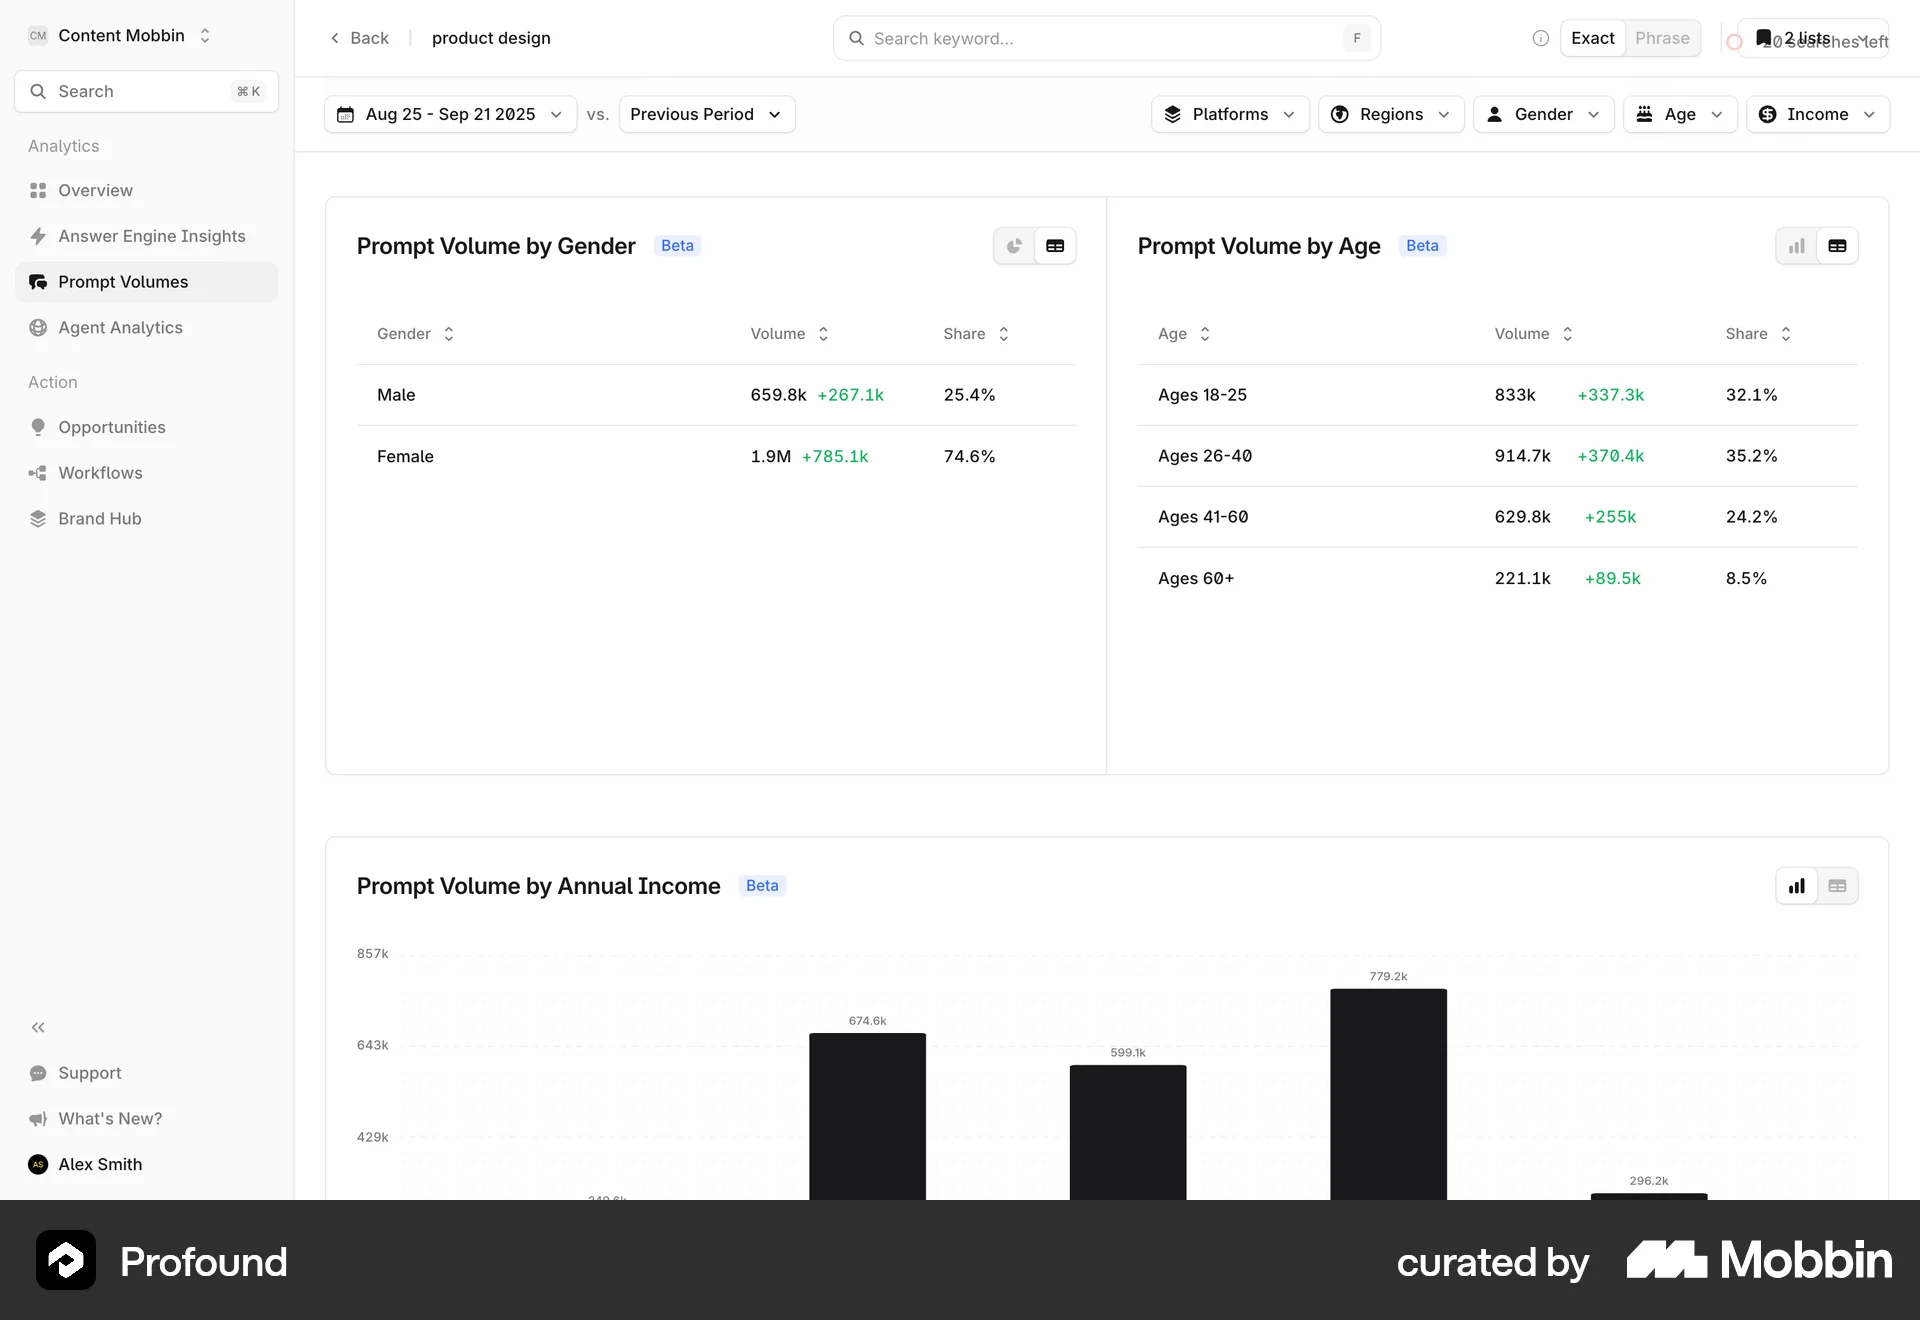 CM Content Mobbin
Search ⌘ K
Analytics
Overview
Answer Engine Insights
Prompt Volumes
Agent Analytics
Action
Opportunities
Workflows
Brand Hub
Support
What's New?
AS Alex Smith
Back product design
Search keyword... F
Exact Phrase
2 lists
20 searches left
Aug 25 - Sep 21 2025 vs. Previous Period
Platforms Regions Gender Age Income
Prompt Volume by Gender Beta
Gender Volume Share
Male 659.8k +267.1k 25.4%
Female 1.9M +785.1k 74.6%
Prompt Volume by Age Beta
Age Volume Share
Ages 18-25 833k +337.3k 32.1%
Ages 26-40 914.7k +370.4k 35.2%
Ages 41-60 629.8k +255k 24.2%
Ages 60+ 221.1k +89.5k 8.5%
Prompt Volume by Annual Income Beta
857k
779.2k
674.6k
643k
599.1k
429k
296.2k
Profound curated by Mobbin